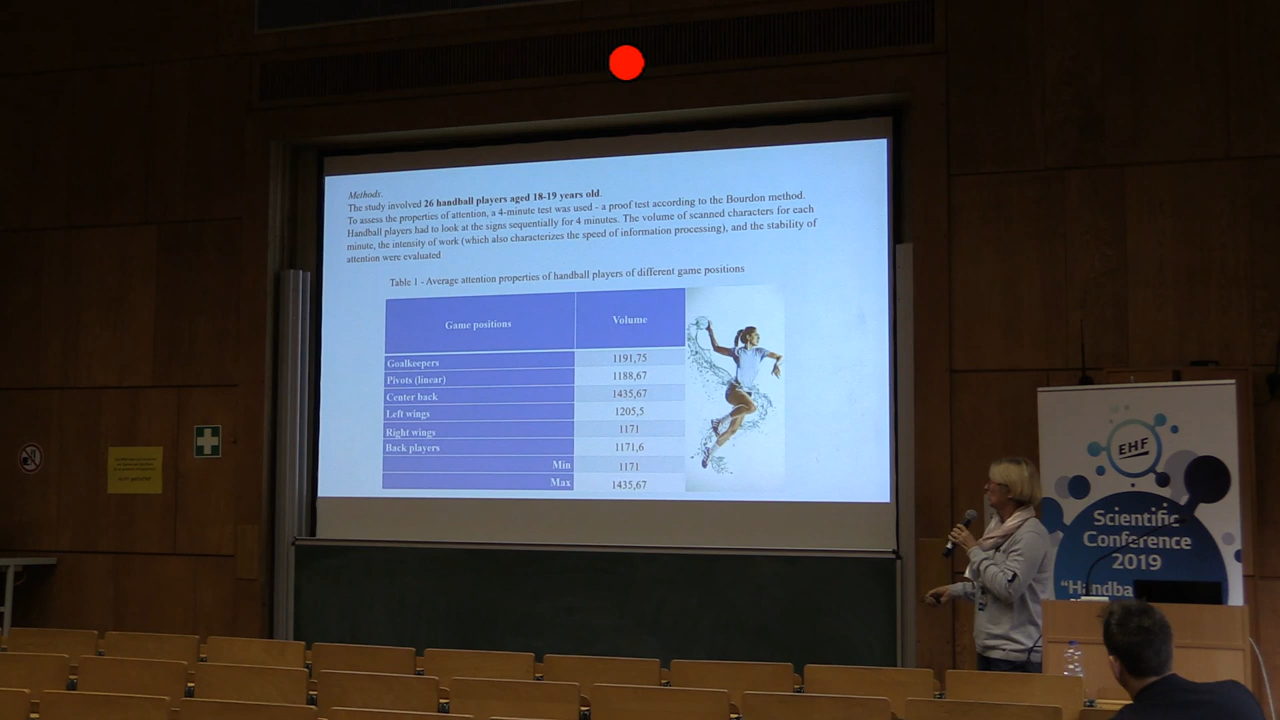 Methods.
The study involved 26 handball players aged 18-19 years old.
To assess the properties of attention, a 4-minute test was used - a proof test according to the Bourdon method.
Handball players had to look at the signs sequentially for 4 minutes. The volume of scanned characters for each
minute, the intensity of work (which also characterizes the speed of information processing), and the stability of
attention were evaluated
Table 1 - Average attention properties of handball players of different game positions
Game positions Volume
Goalkeepers 1191,75
Pivots (linear) 1188,67
Center back 1435,67
Left wings 1205,5
Right wings 1171
Back players 1171,6
Min 1171
Max 1435,67
EHF
Scientific
Conference
2019
"Handba